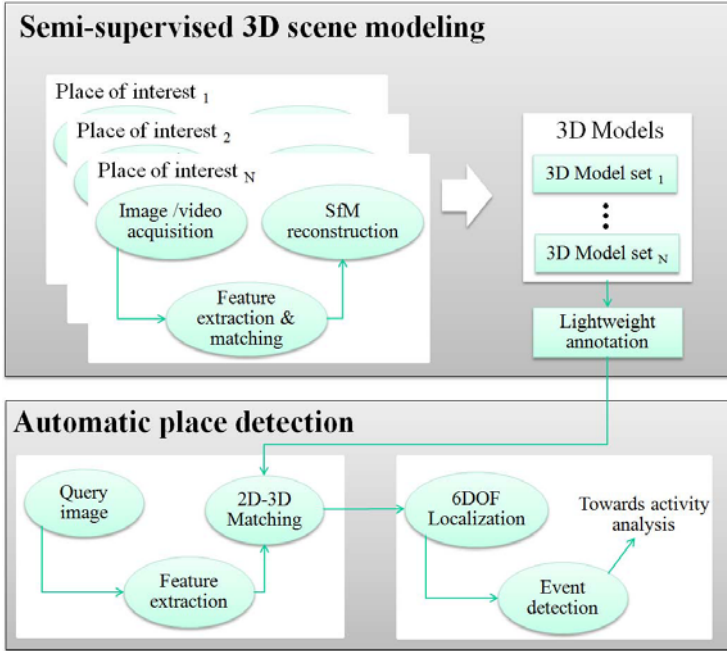 Semi-supervised 3D scene modeling
Place of interest 1
Place of interest 2
Place of interest N
Image /video
acquisition
SfM
reconstruction
Feature
extraction &
matching
3D Models
3D Model set 1
3D Model set N
Lightweight
annotation
Automatic place detection
Query
image
Feature
extraction
2D-3D
Matching
6DOF
Localization
Event
detection
Towards activity
analysis